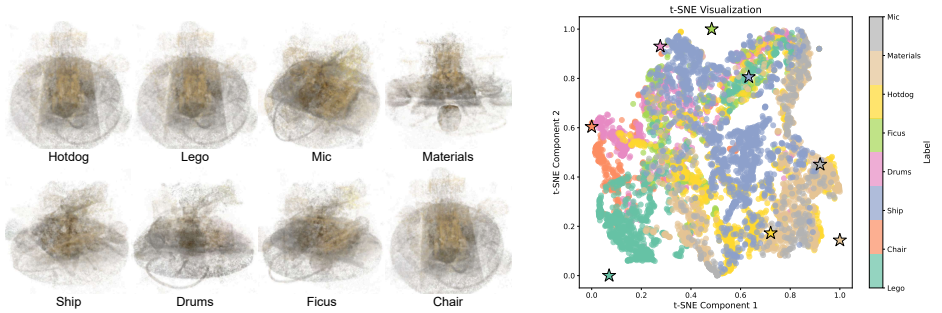 Hotdog Lego Mic Materials
Ship Drums Ficus Chair
t-SNE Visualization
t-SNE Component 2
1.0
0.8
0.6
0.4
0.2
0.0
0.0 0.2 0.4 0.6 0.8 1.0
t-SNE Component 1
Mic
Materials
Hotdog
Ficus
Drums
Ship
Chair
Lego
Label